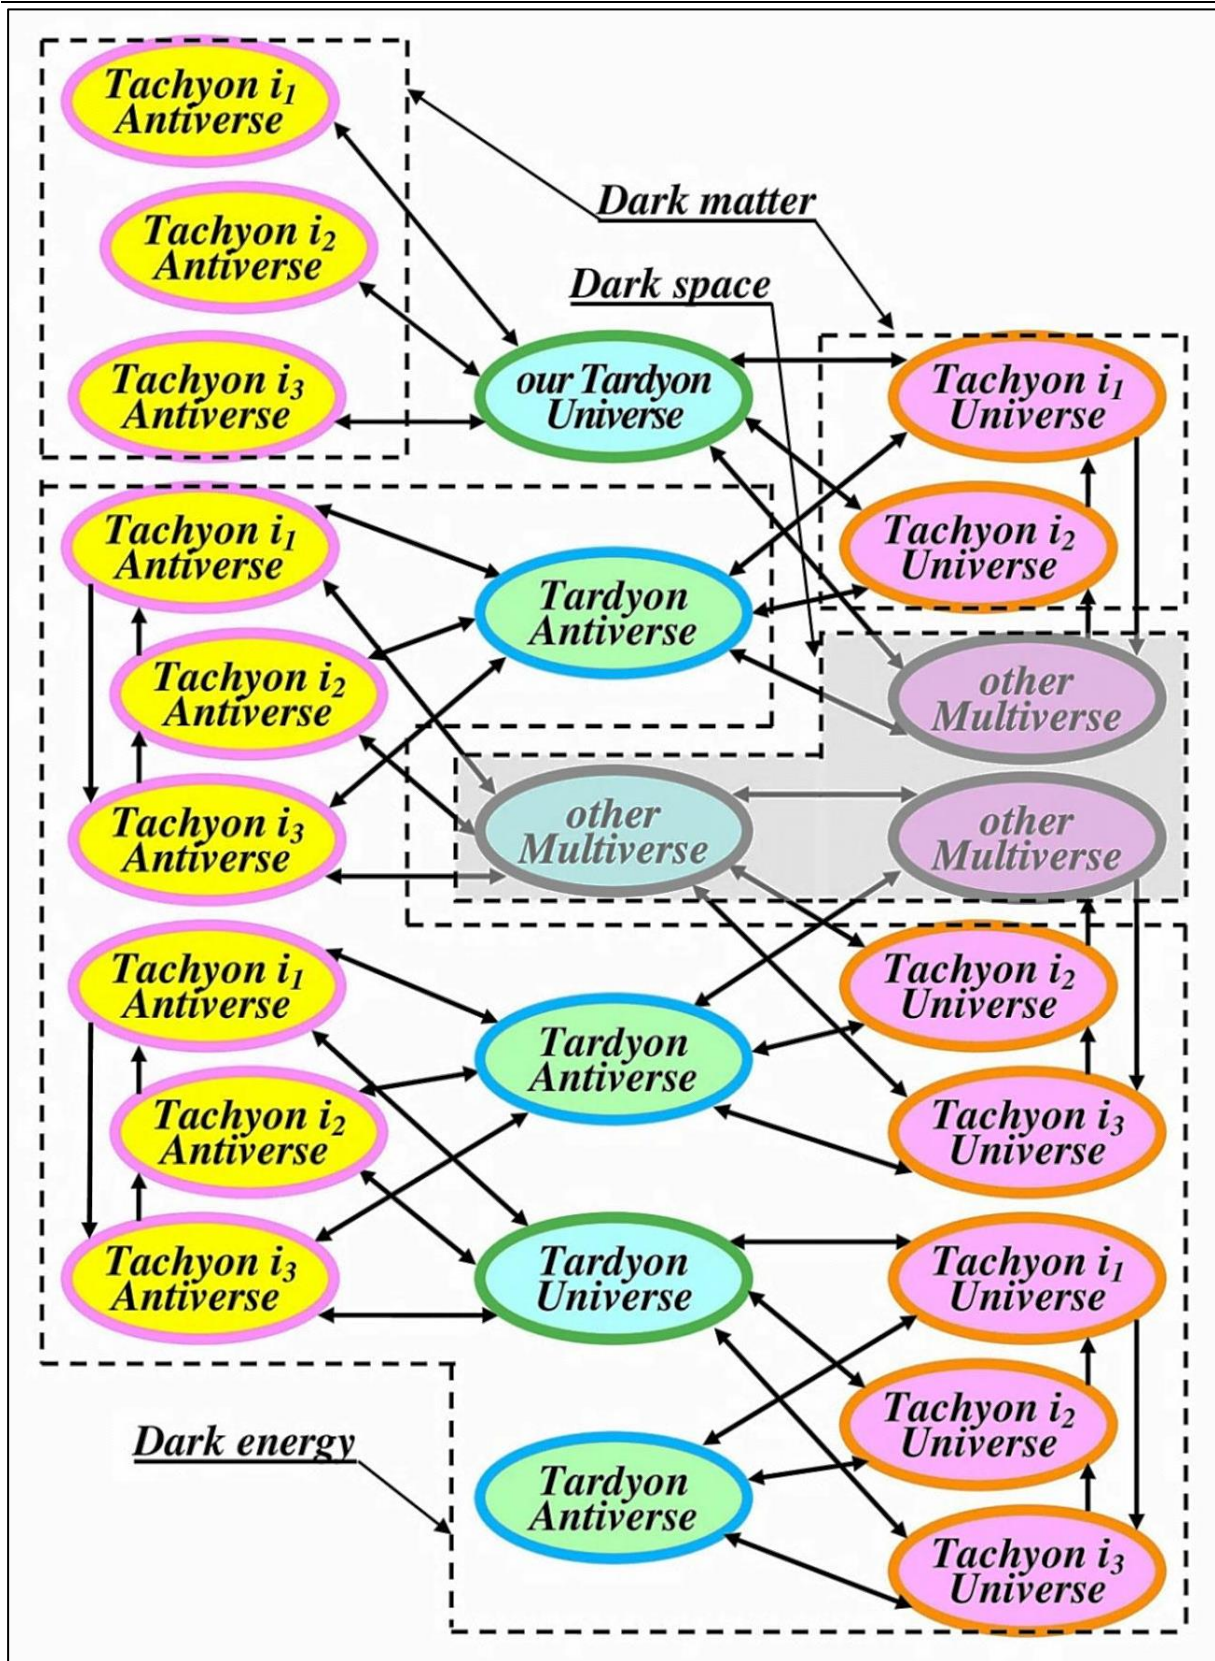 Tachyon i1
Antiverse
Dark matter
Tachyon i2
Antiverse
Dark space
Tachyon i3
Antiverse
our Tardyon
Universe
Tachyon i1
Universe
Tachyon i1
Antiverse
Tachyon i2
Universe
Tardyon
Antiverse
Tachyon i2
Antiverse
other
Multiverse
Tachyon i3
Antiverse
other
Multiverse
other
Multiverse
Tachyon i1
Antiverse
Tachyon i2
Universe
Tardyon
Antiverse
Tachyon i2
Antiverse
Tachyon i3
Universe
Tachyon i3
Antiverse
Tardyon
Universe
Tachyon i1
Universe
Tachyon i2
Universe
Dark energy
Tardyon
Antiverse
Tachyon i3
Universe